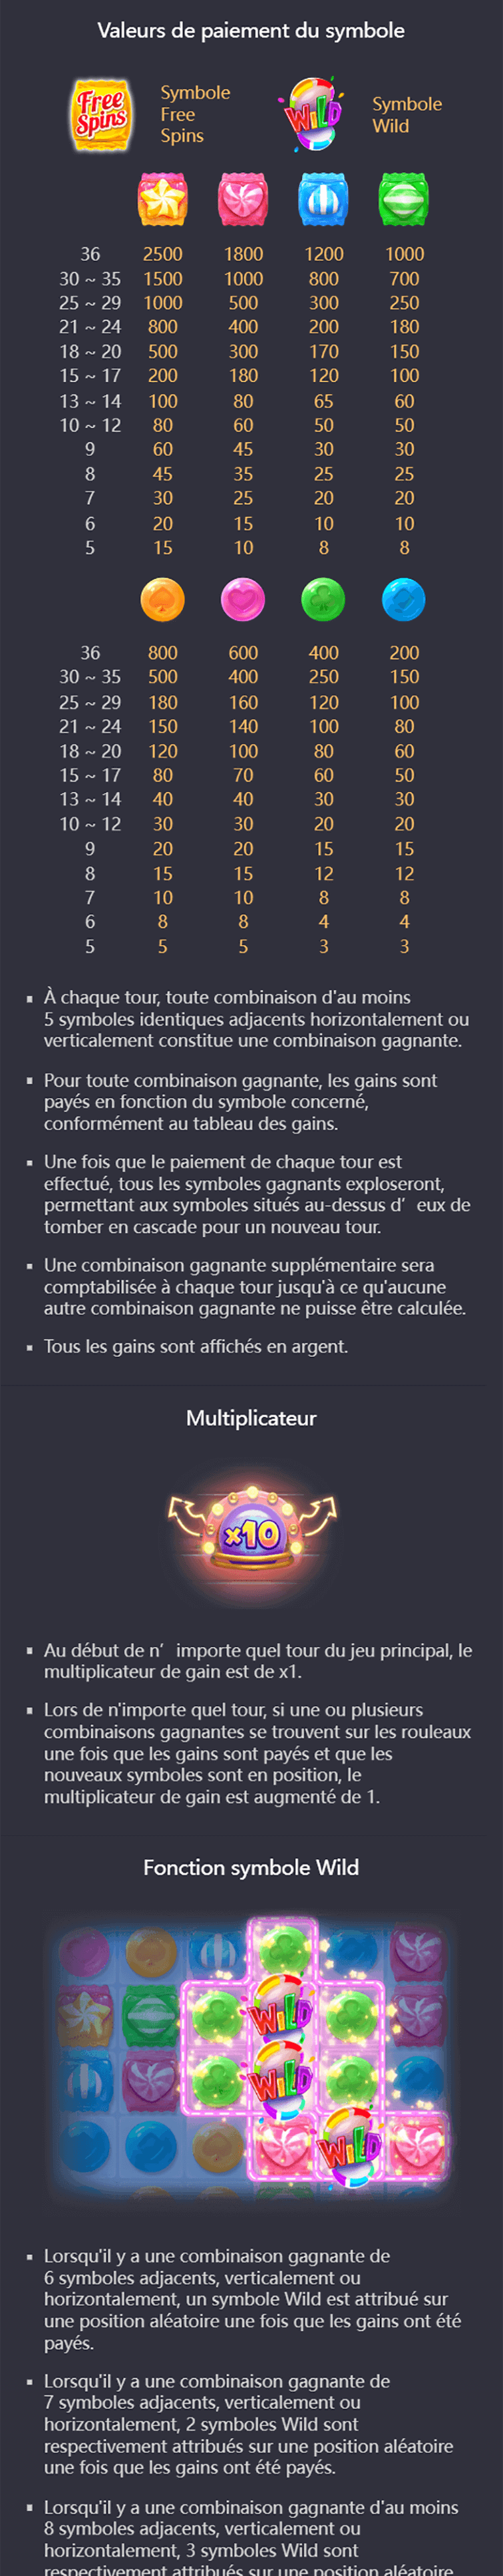 Valeurs de paiement du symbole
Free Spins
Symbole
Free
Spins
WILD
Symbole
Wild
36 2500 1800 1200 1000
30 ~ 35 1500 1000 800 700
25 ~ 29 1000 500 300 250
21 ~ 24 800 400 200 180
18 ~ 20 500 300 170 150
15 ~ 17 200 180 120 100
13 ~ 14 100 80 65 60
10 ~ 12 80 60 50 50
9 60 45 30 30
8 45 35 25 25
7 30 25 20 20
6 20 15 10 10
5 15 10 8 8
36 800 600 400 200
30 ~ 35 500 400 250 150
25 ~ 29 180 160 120 100
21 ~ 24 150 140 100 80
18 ~ 20 120 100 80 60
15 ~ 17 80 70 60 50
13 ~ 14 40 40 30 30
10 ~ 12 30 30 20 20
9 20 20 15 15
8 15 15 12 12
7 10 10 8 8
6 8 8 4 4
5 5 5 3 3
▪ À chaque tour, toute combinaison d'au moins
5 symboles identiques adjacents horizontalement ou
verticalement constitue une combinaison gagnante.
▪ Pour toute combinaison gagnante, les gains sont
payés en fonction du symbole concerné,
conformément au tableau des gains.
▪ Une fois que le paiement de chaque tour est
effectué, tous les symboles gagnants exploseront,
permettant aux symboles situés au-dessus d’ eux de
tomber en cascade pour un nouveau tour.
▪ Une combinaison gagnante supplémentaire sera
comptabilisée à chaque tour jusqu'à ce qu'aucune
autre combinaison gagnante ne puisse être calculée.
▪ Tous les gains sont affichés en argent.
Multiplicateur
x10
▪ Au début de n’ importe quel tour du jeu principal, le
multiplicateur de gain est de x1.
▪ Lors de n'importe quel tour, si une ou plusieurs
combinaisons gagnantes se trouvent sur les rouleaux
une fois que les gains sont payés et que les
nouveaux symboles sont en position, le
multiplicateur de gain est augmenté de 1.
Fonction symbole Wild
WILD
WILD
WILD
▪ Lorsqu'il y a une combinaison gagnante de
6 symboles adjacents, verticalement ou
horizontalement, un symbole Wild est attribué sur
une position aléatoire une fois que les gains ont été
payés.
▪ Lorsqu'il y a une combinaison gagnante de
7 symboles adjacents, verticalement ou
horizontalement, 2 symboles Wild sont
respectivement attribués sur une position aléatoire
une fois que les gains ont été payés.
▪ Lorsqu'il y a une combinaison gagnante d'au moins
8 symboles adjacents, verticalement ou
horizontalement, 3 symboles Wild sont
respectivement attribués sur une position aléatoire